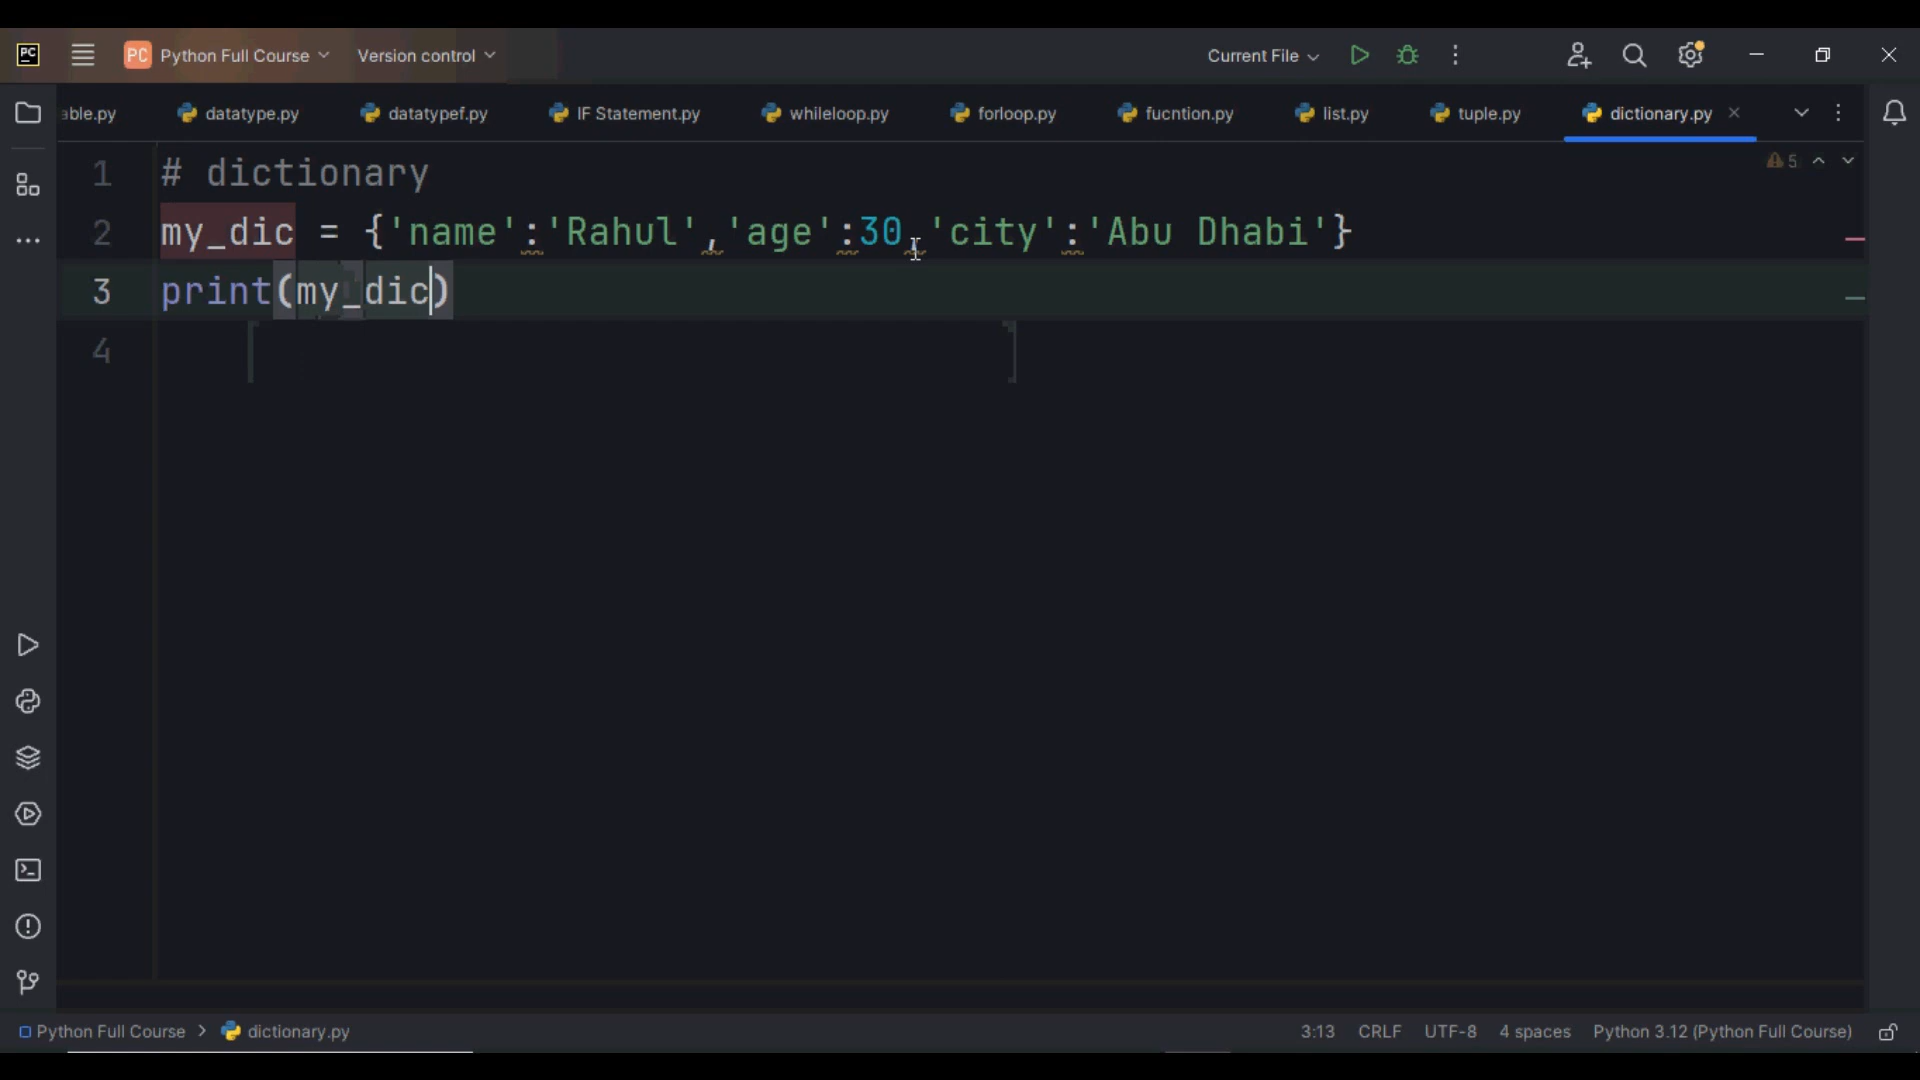 PC
PC Python Full Course Version control Current File
able.py datatype.py datatypef.py IF Statement.py whileloop.py forloop.py fucntion.py list.py tuple.py dictionary.py
5
1 # dictionary
2 my_dic = {'name':'Rahul','age':30,'city':'Abu Dhabi'}
3 print(my_dic)
4
Python Full Course > dictionary.py 3:13 CRLF UTF-8 4 spaces Python 3.12 (Python Full Course)